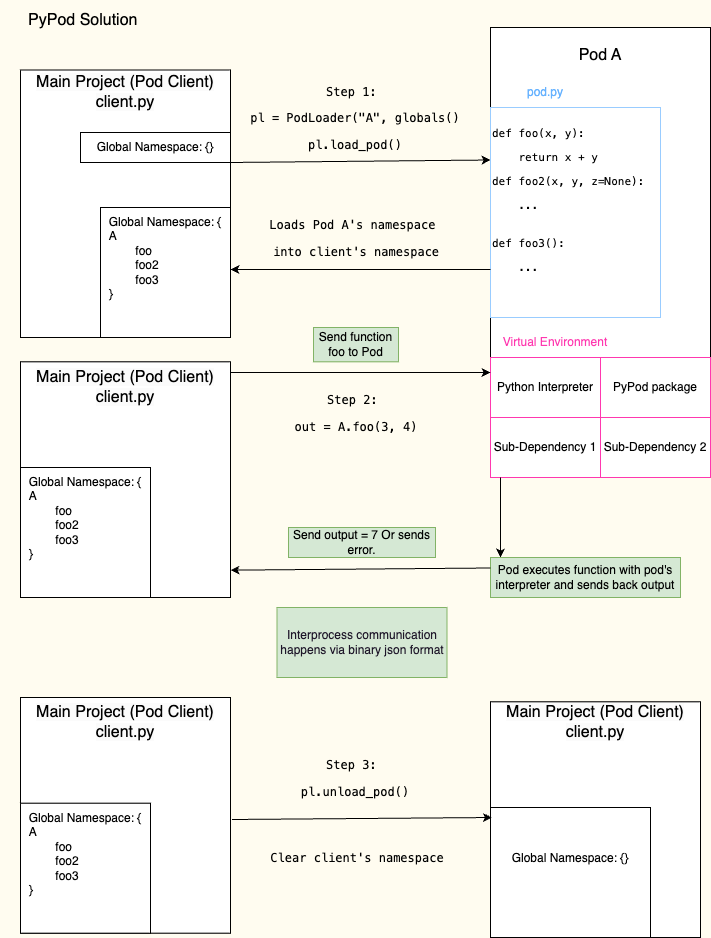 PyPod Solution
Main Project (Pod Client)
client.py
Global Namespace: {}
Global Namespace: {
A
foo
foo2
foo3
}
Step 1:
pl = PodLoader("A", globals()
pl.load_pod()
Loads Pod A's namespace
into client's namespace
Pod A
pod.py
def foo(x, y):
return x + y
def foo2(x, y, z=None):
...
def foo3():
...
Virtual Environment
Python Interpreter
PyPod package
Sub-Dependency 1
Sub-Dependency 2
Main Project (Pod Client)
client.py
Global Namespace: {
A
foo
foo2
foo3
}
Send function
foo to Pod
Step 2:
out = A.foo(3, 4)
Send output = 7 Or sends
error.
Pod executes function with pod's
interpreter and sends back output
Interprocess communication
happens via binary json format
Main Project (Pod Client)
client.py
Global Namespace: {
A
foo
foo2
foo3
}
Step 3:
pl.unload_pod()
Clear client's namespace
Main Project (Pod Client)
client.py
Global Namespace: {}